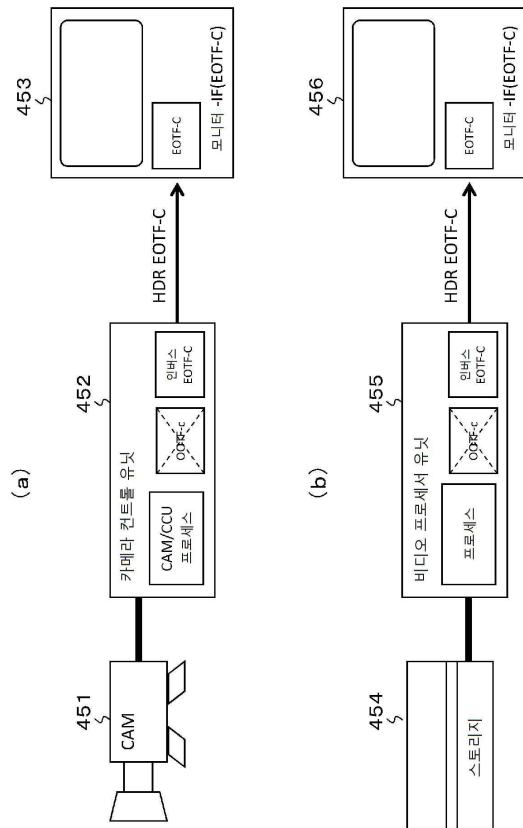 (a)
451
CAM
452
카메라 컨트롤 유닛
CAM/CCU
프로세스
OOTF-C
인버스
EOTF-C
HDR EOTF-C
453
EOTF-C
모니터 -IF(EOTF-C)
(b)
454
스토리지
455
비디오 프로세서 유닛
프로세스
OOTF-C
인버스
EOTF-C
HDR EOTF-C
456
EOTF-C
모니터 -IF(EOTF-C)